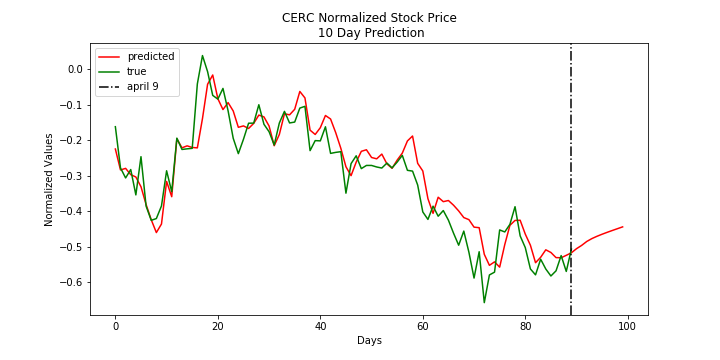 CERC Normalized Stock Price
10 Day Prediction
predicted
true
april 9
Normalized Values
0.0
−0.1
−0.2
−0.3
−0.4
−0.5
−0.6
0 20 40 60 80 100
Days